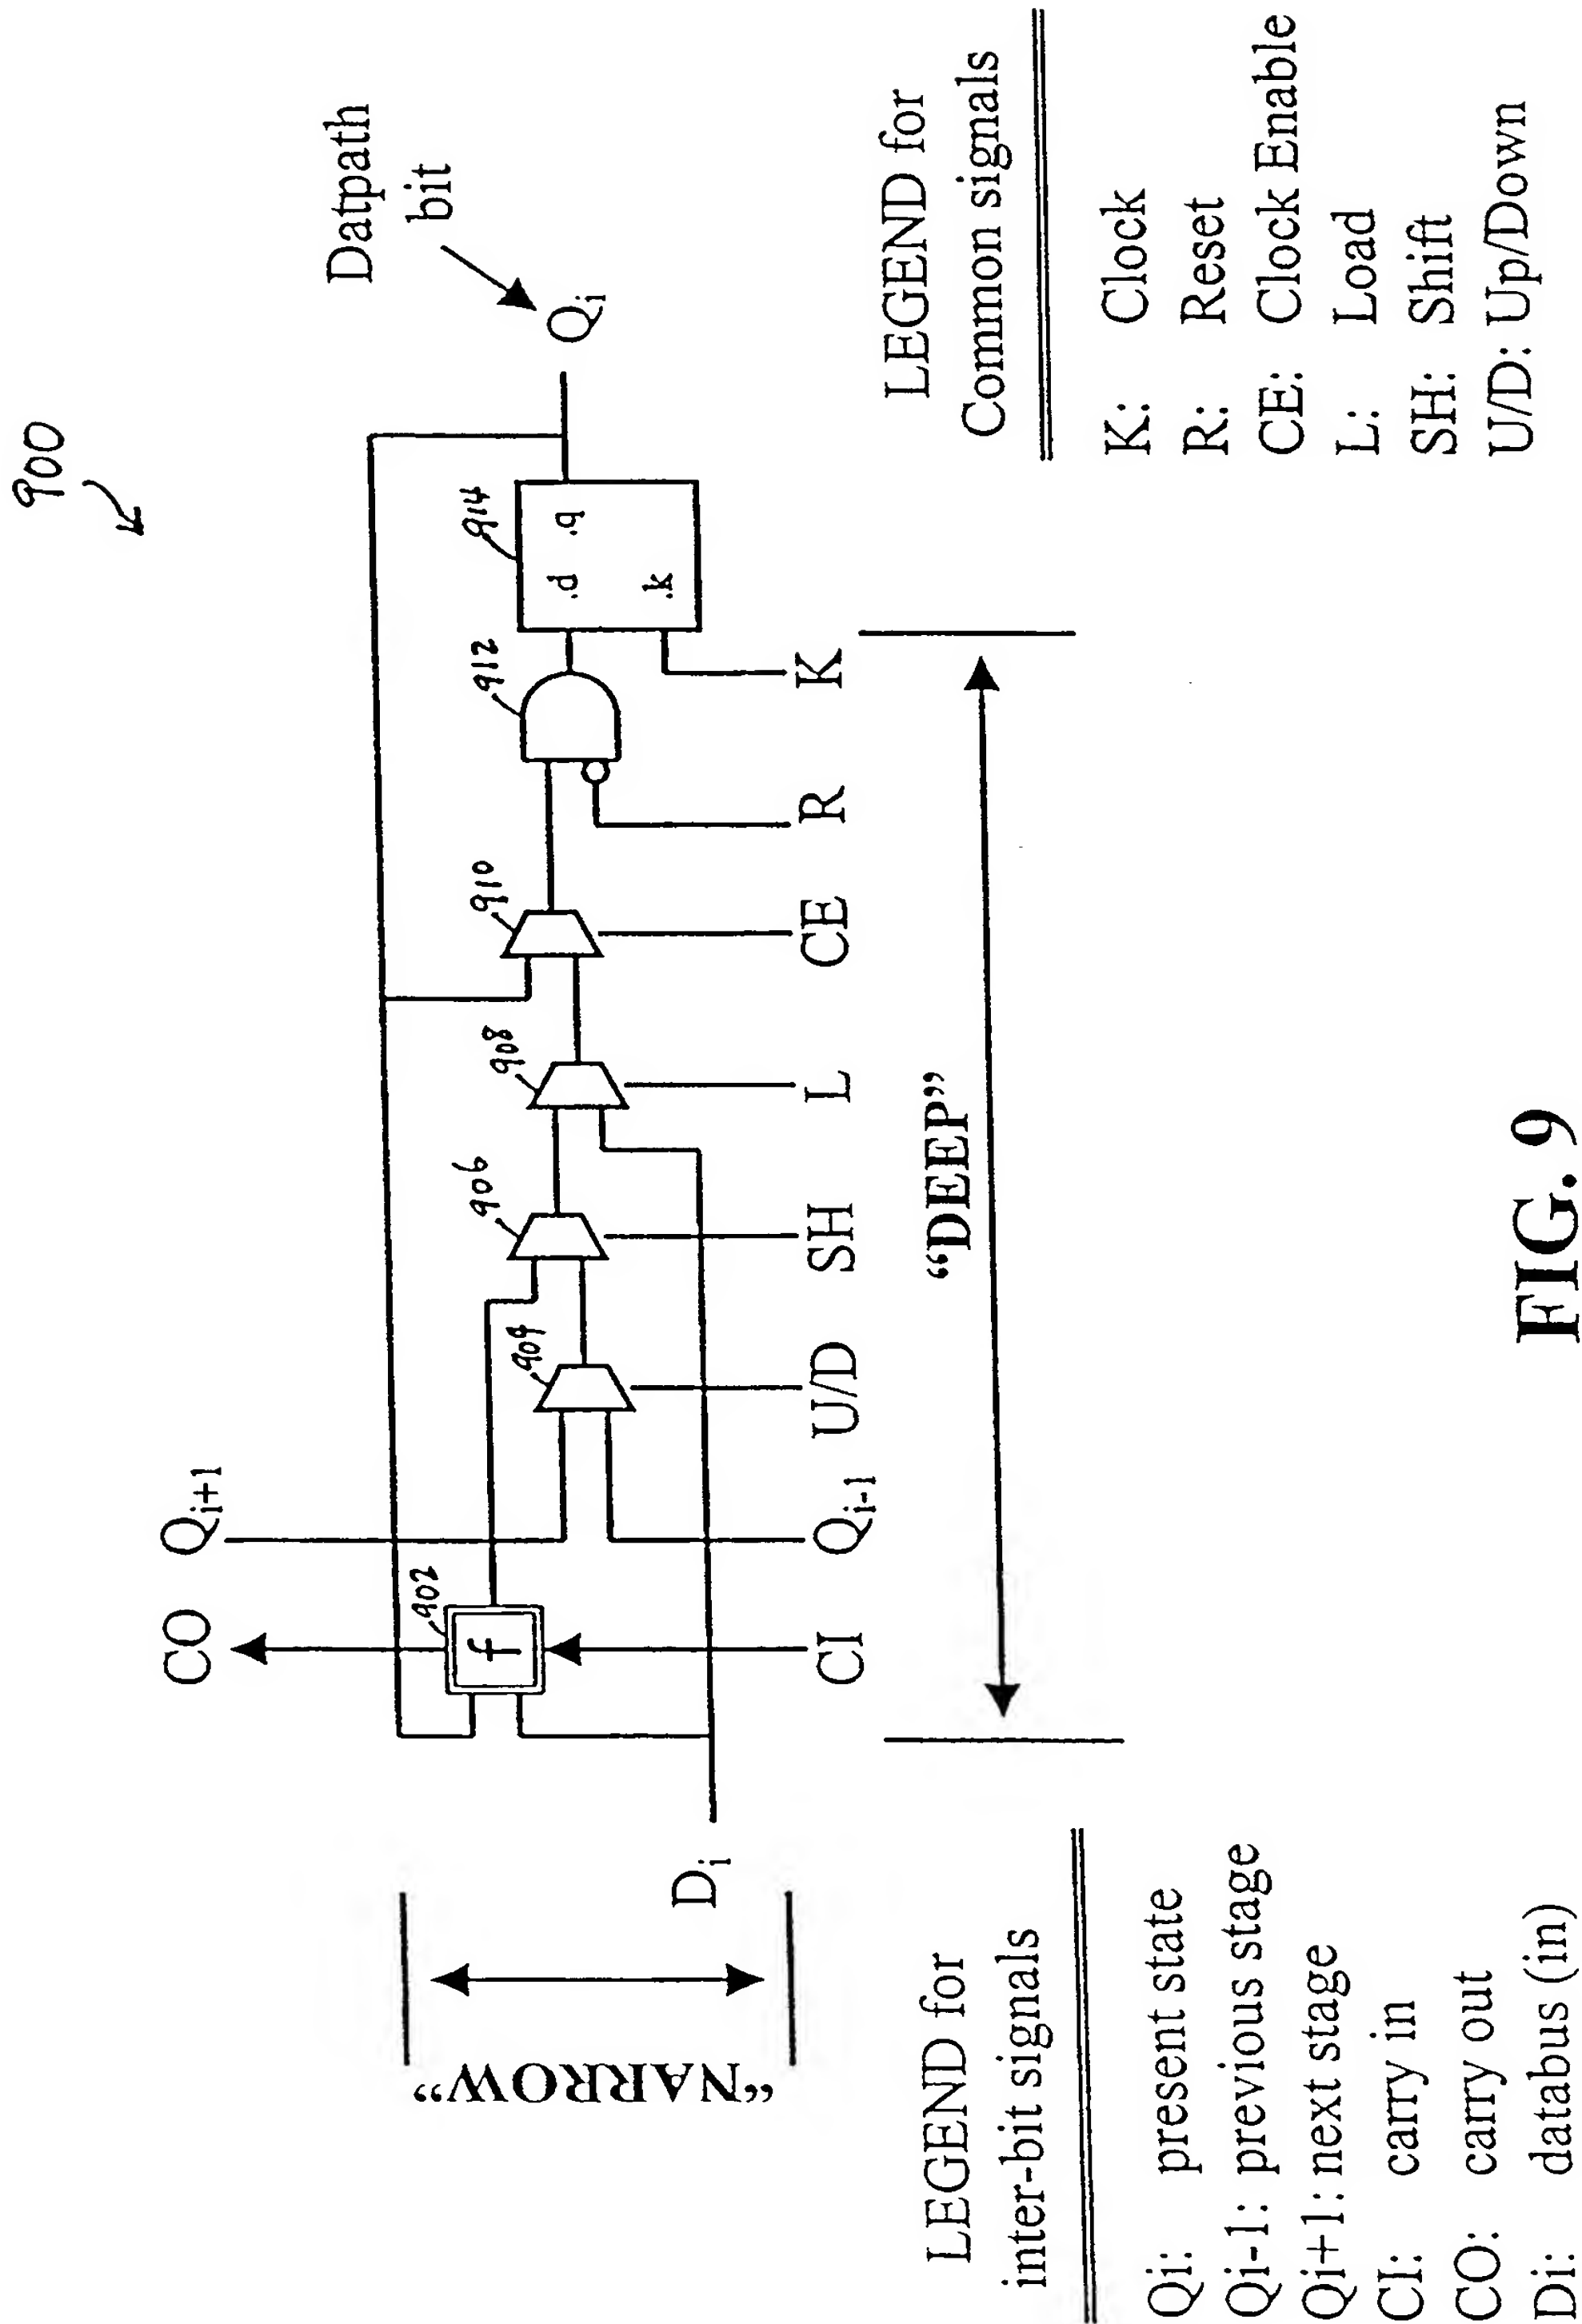 900
Datpath
bit
CO
Qi+1
902
904
906
908
910
912
914
f
.d
.q
.k
Qi
Di
CI
Qi-1
U/D
SH
L
CE
R
K
“NARROW”
“DEEP”
LEGEND for
inter-bit signals
Qi: present state
Qi-1: previous stage
Qi+1: next stage
CI: carry in
CO: carry out
Di: databus (in)
LEGEND for
Common signals
K: Clock
R: Reset
CE: Clock Enable
L: Load
SH: Shift
U/D: Up/Down
FIG. 9